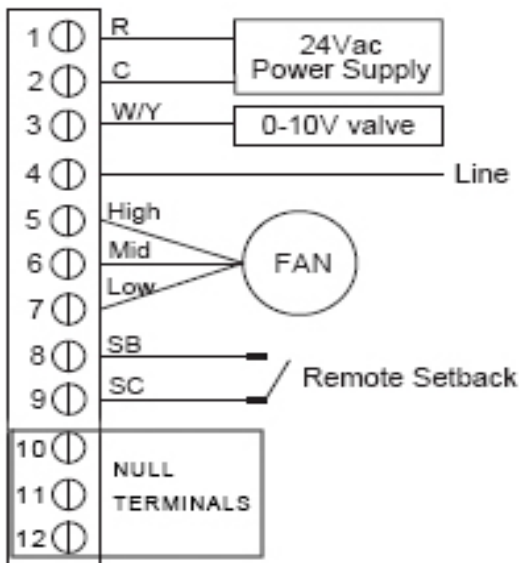 1 R
24Vac
Power Supply
2 C
3 W/Y 0-10V valve
4 Line
5 High
6 Mid FAN
7 Low
8 SB
Remote Setback
9 SC
10
NULL
11
TERMINALS
12